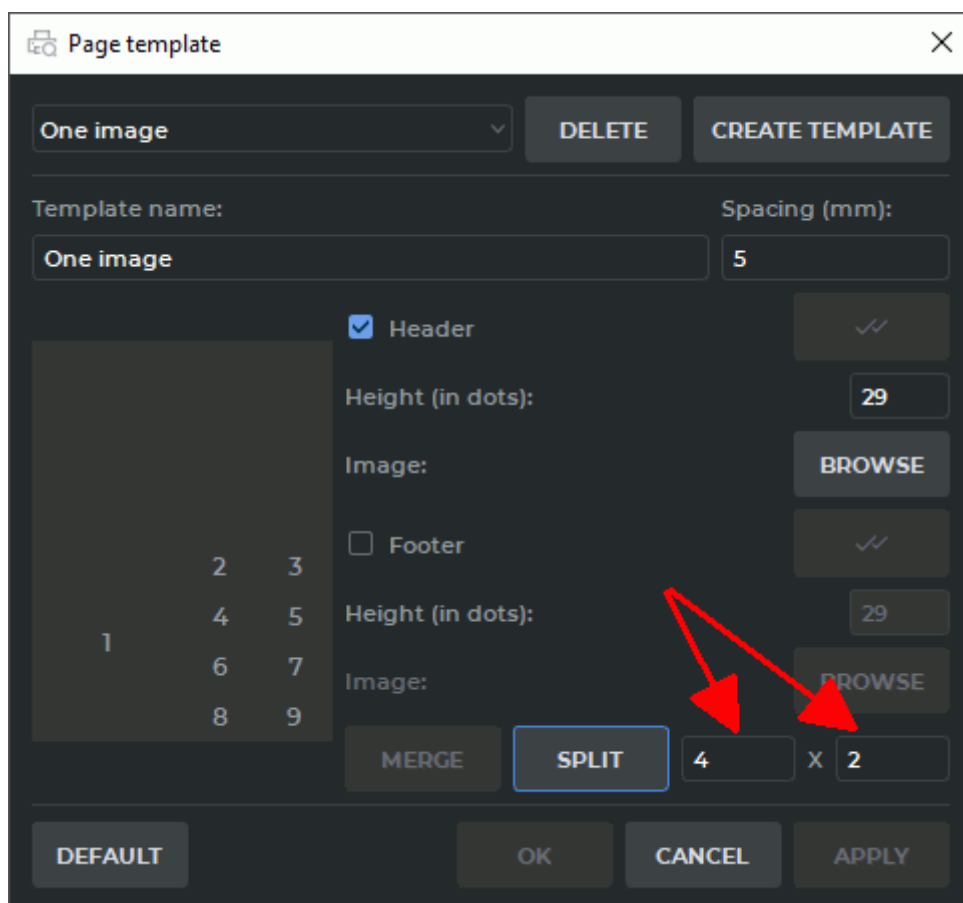 Page template
One image DELETE CREATE TEMPLATE
Template name: Spacing (mm):
One image 5
Header
Height (in dots): 29
Image: BROWSE
Footer
2 3
Height (in dots): 29
4 5
1
6 7
Image: BROWSE
8 9
MERGE SPLIT 4 X 2
DEFAULT OK CANCEL APPLY